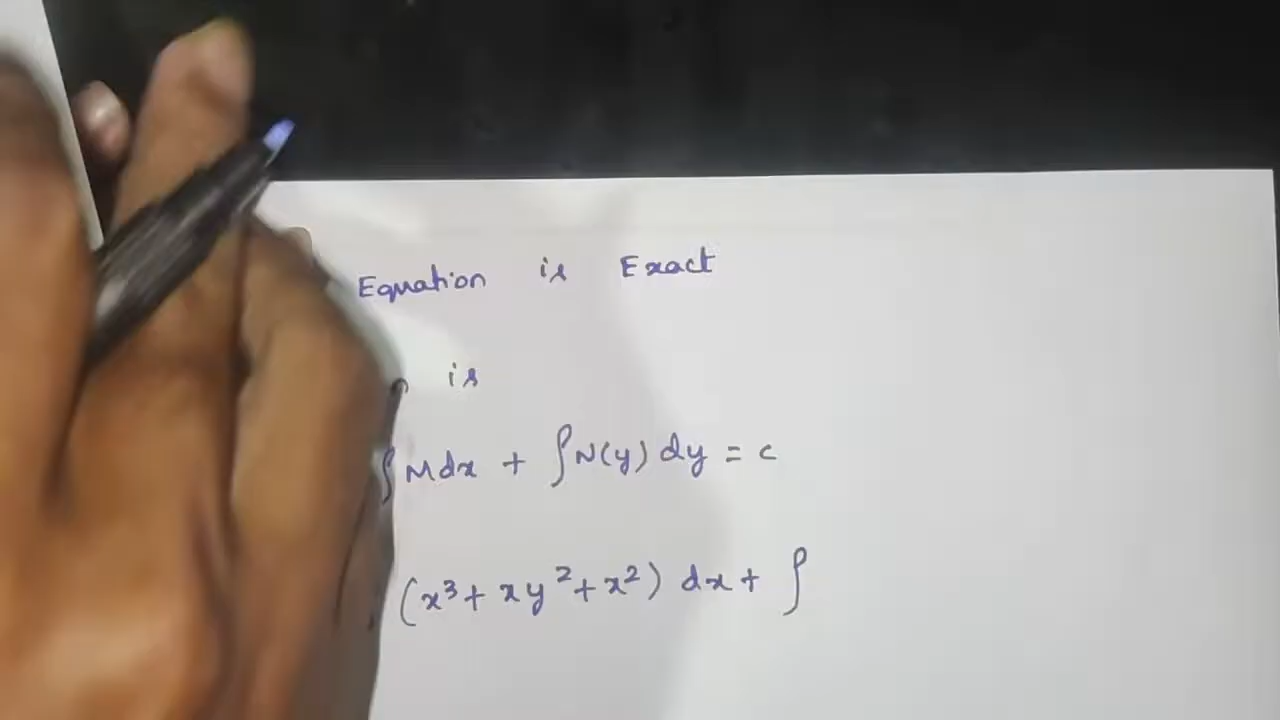 Equation is Exact
is
∫Mdx + ∫N(y) dy = c
(x³+ xy²+x²) dx + ∫